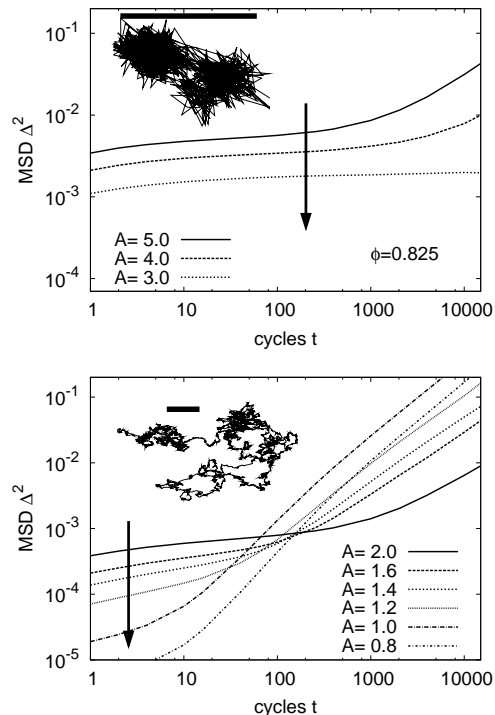 10^-1
10^-2
10^-3
10^-4
MSD Δ^2
A= 5.0
A= 4.0
A= 3.0
ϕ=0.825
1 10 100 1000 10000
cycles t
10^-1
10^-2
10^-3
10^-4
10^-5
MSD Δ^2
A= 2.0
A= 1.6
A= 1.4
A= 1.2
A= 1.0
A= 0.8
1 10 100 1000 10000
cycles t